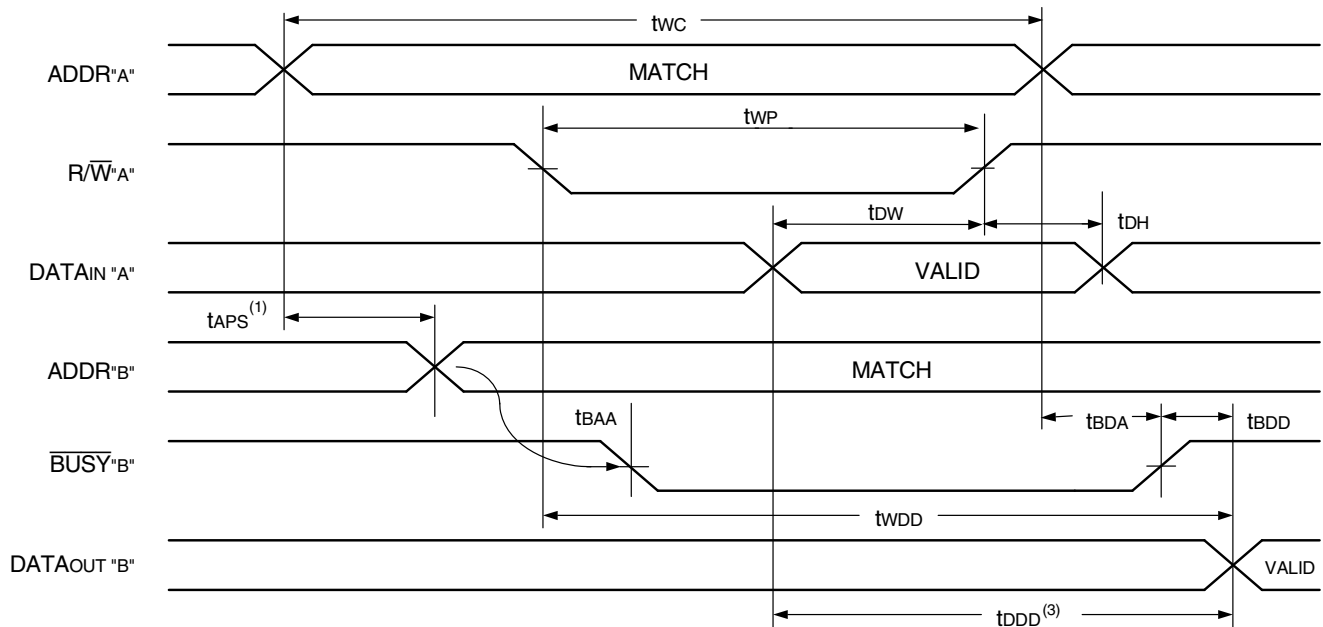 tWC
ADDR"A"
MATCH
tWP
R/W̅"A"
tDW
tDH
DATAIN "A"
VALID
tAPS(1)
ADDR"B"
MATCH
tBAA
tBDA
tBDD
B̅U̅S̅Y̅"B"
tWDD
DATAOUT "B"
VALID
tDDD(3)